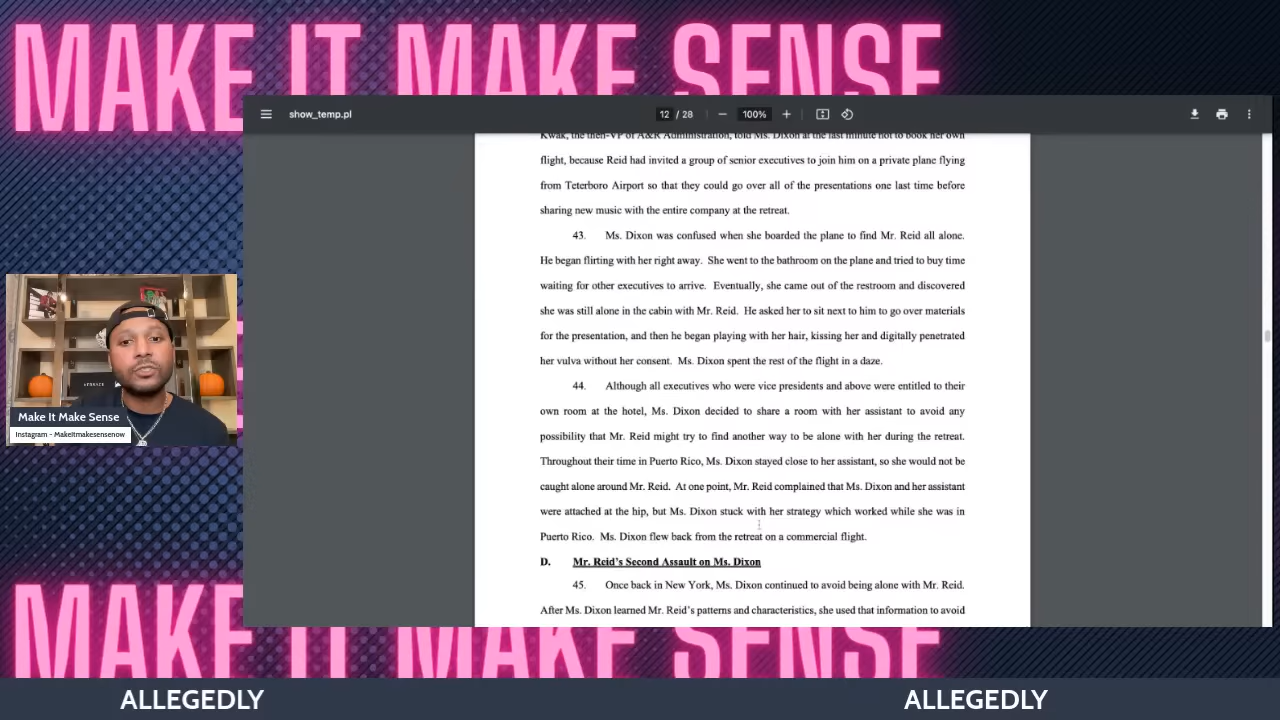 MAKE IT MAKE SENSE
show_temp.pl
12 / 28
100%
Kwak, the then-VP of A&R Administration, told Ms. Dixon at the last minute not to book her own
flight, because Reid had invited a group of senior executives to join him on a private plane flying
from Teterboro Airport so that they could go over all of the presentations one last time before
sharing new music with the entire company at the retreat.
43. Ms. Dixon was confused when she boarded the plane to find Mr. Reid all alone.
He began flirting with her right away. She went to the bathroom on the plane and tried to buy time
waiting for other executives to arrive. Eventually, she came out of the restroom and discovered
she was still alone in the cabin with Mr. Reid. He asked her to sit next to him to go over materials
for the presentation, and then he began playing with her hair, kissing her and digitally penetrated
her vulva without her consent. Ms. Dixon spent the rest of the flight in a daze.
44. Although all executives who were vice presidents and above were entitled to their
own room at the hotel, Ms. Dixon decided to share a room with her assistant to avoid any
possibility that Mr. Reid might try to find another way to be alone with her during the retreat.
Throughout their time in Puerto Rico, Ms. Dixon stayed close to her assistant, so she would not be
caught alone around Mr. Reid. At one point, Mr. Reid complained that Ms. Dixon and her assistant
were attached at the hip, but Ms. Dixon stuck with her strategy which worked while she was in
Puerto Rico. Ms. Dixon flew back from the retreat on a commercial flight.
D. Mr. Reid's Second Assault on Ms. Dixon
45. Once back in New York, Ms. Dixon continued to avoid being alone with Mr. Reid.
After Ms. Dixon learned Mr. Reid's patterns and characteristics, she used that information to avoid
Make It Make Sense
Instagram - Makeitmakesensenow
MAKE IT MAKE SENSE
ALLEGEDLY
ALLEGEDLY